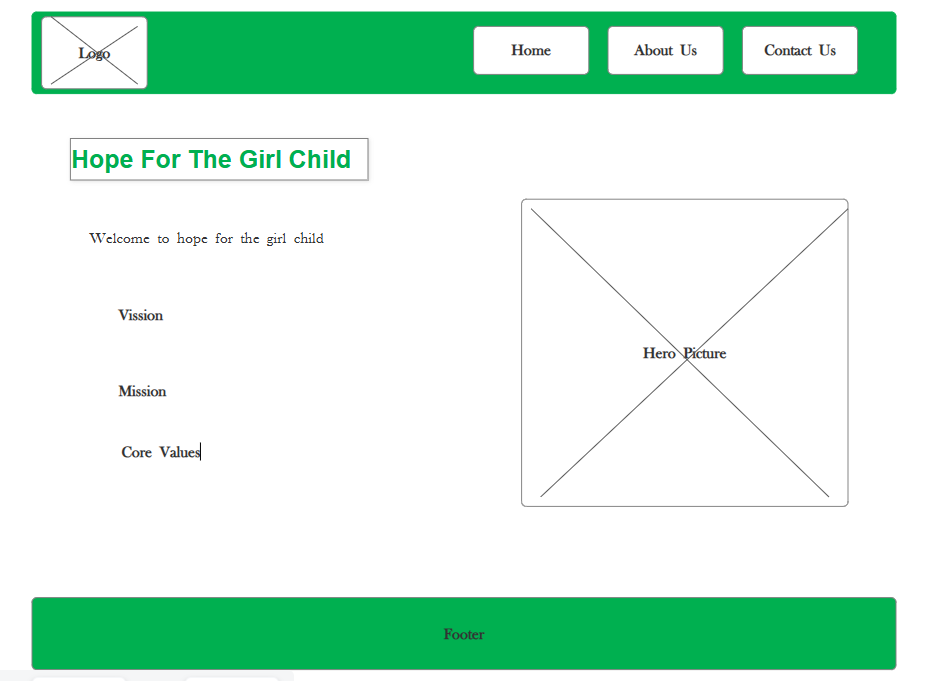 Logo
Home
About Us
Contact Us
Hope For The Girl Child
Welcome to hope for the girl child
Vission
Mission
Core Values
Hero Picture
Footer